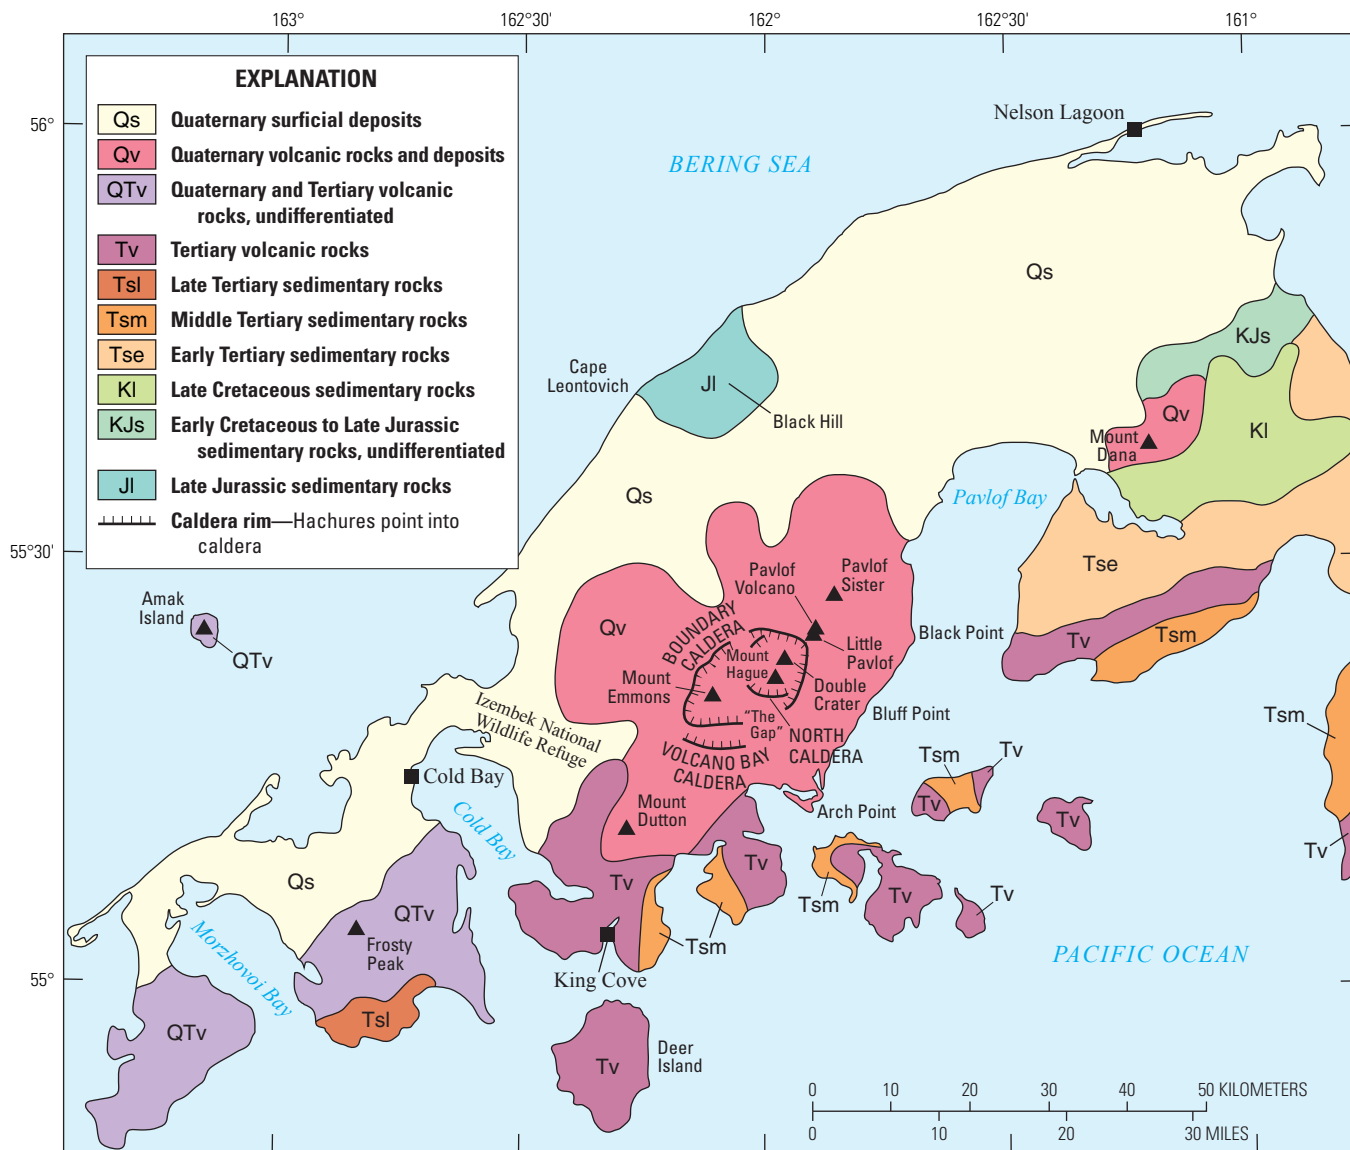 163°
162°30'
162°
162°30'
161°
EXPLANATION
Qs Quaternary surficial deposits
Qv Quaternary volcanic rocks and deposits
QTv Quaternary and Tertiary volcanic
rocks, undifferentiated
Tv Tertiary volcanic rocks
Tsl Late Tertiary sedimentary rocks
Tsm Middle Tertiary sedimentary rocks
Tse Early Tertiary sedimentary rocks
Kl Late Cretaceous sedimentary rocks
KJs Early Cretaceous to Late Jurassic
sedimentary rocks, undifferentiated
Jl Late Jurassic sedimentary rocks
Caldera rim—Hachures point into
caldera
56°
55°30'
55°
Nelson Lagoon
BERING SEA
Qs
KJs
Cape
Leontovich
Jl
Black Hill
Qv
Kl
Mount
Dana
Qs
Pavlof Bay
Tse
Pavlof
Volcano
Pavlof
Sister
Amak
Island
QTv
Qv
BOUNDARY
CALDERA
Mount
Hague
Little
Pavlof
Black Point
Tv
Tsm
Mount
Emmons
Double
Crater
"The
Gap"
NORTH
CALDERA
Bluff Point
Tsm
Izembek National
Wildlife Refuge
VOLCANO BAY
CALDERA
Tsm
Tv
Tv
Cold Bay
Cold Bay
Mount
Dutton
Arch Point
Tv
Tv
Qs
Tv
Tv
Tsm
Tv
Tv
QTv
Frosty
Peak
Tsm
Morzhovoi Bay
King Cove
PACIFIC OCEAN
QTv
Tsl
Tv
Deer
Island
0 10 20 30 40 50 KILOMETERS
0 10 20 30 MILES